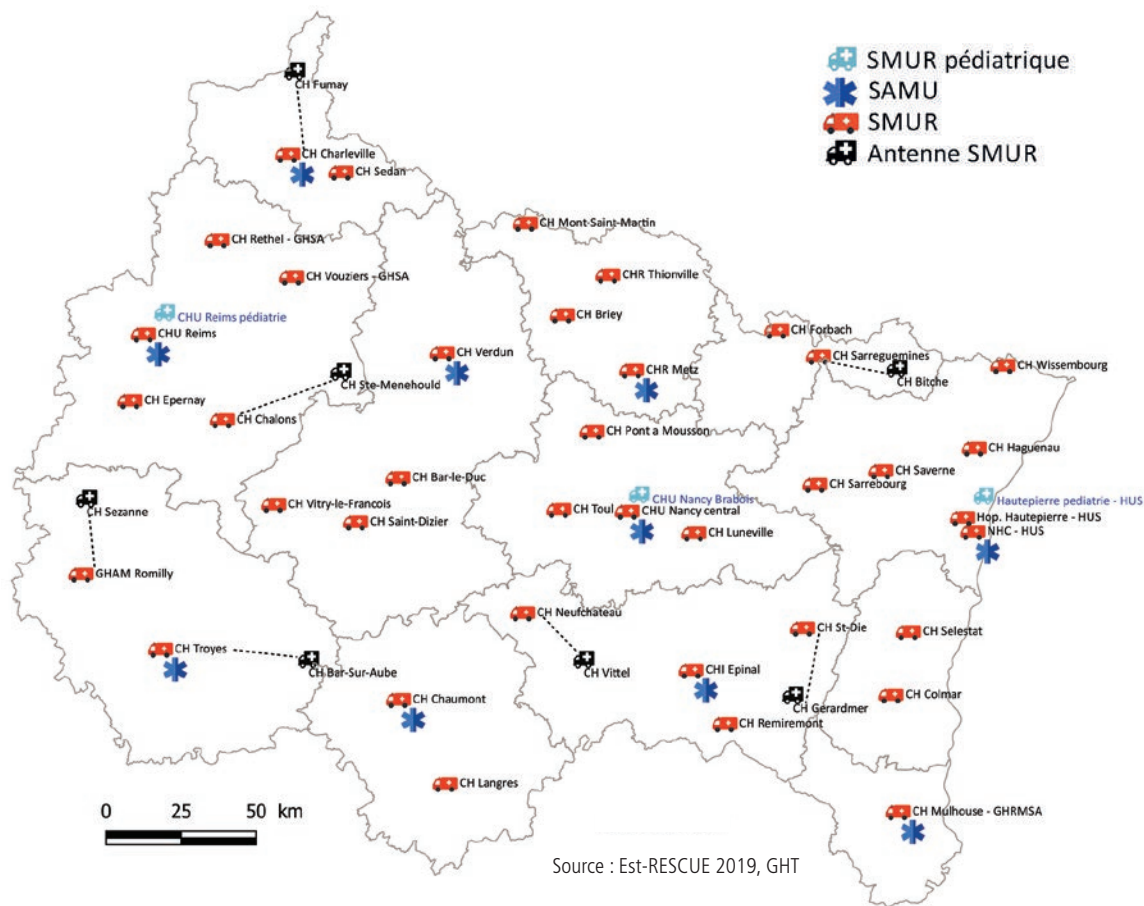 SMUR pédiatrique
SAMU
SMUR
Antenne SMUR
CH Fumay
CH Charleville
CH Sedan
CH Mont-Saint-Martin
CH Rethel - GHSA
CHR Thionville
CH Vouziers - GHSA
CHU Reims pédiatrie
CH Briey
CHU Reims
CH Forbach
CH Verdun
CH Sarreguemines
CH Wissembourg
CHR Metz
CH Ste-Menehould
CH Bitche
CH Epernay
CH Chalons
CH Pont a Mousson
CH Haguenau
CH Saverne
CH Bar-le-Duc
CH Sarrebourg
CHU Nancy Brabois
Hautepierre pediatrie - HUS
CH Vitry-le-Francois
CH Sezanne
CH Toul
CHU Nancy central
Hop. Hautepierre - HUS
CH Saint-Dizier
CH Luneville
NHC - HUS
GHAM Romilly
CH Neufchateau
CH St-Die
CH Selestat
CH Troyes
CH Bar-Sur-Aube
CH Vittel
CHI Epinal
CH Colmar
CH Chaumont
CH Gerardmer
CH Remiremont
CH Langres
0 25 50 km
CH Mulhouse - GHRMSA
Source : Est-RESCUE 2019, GHT